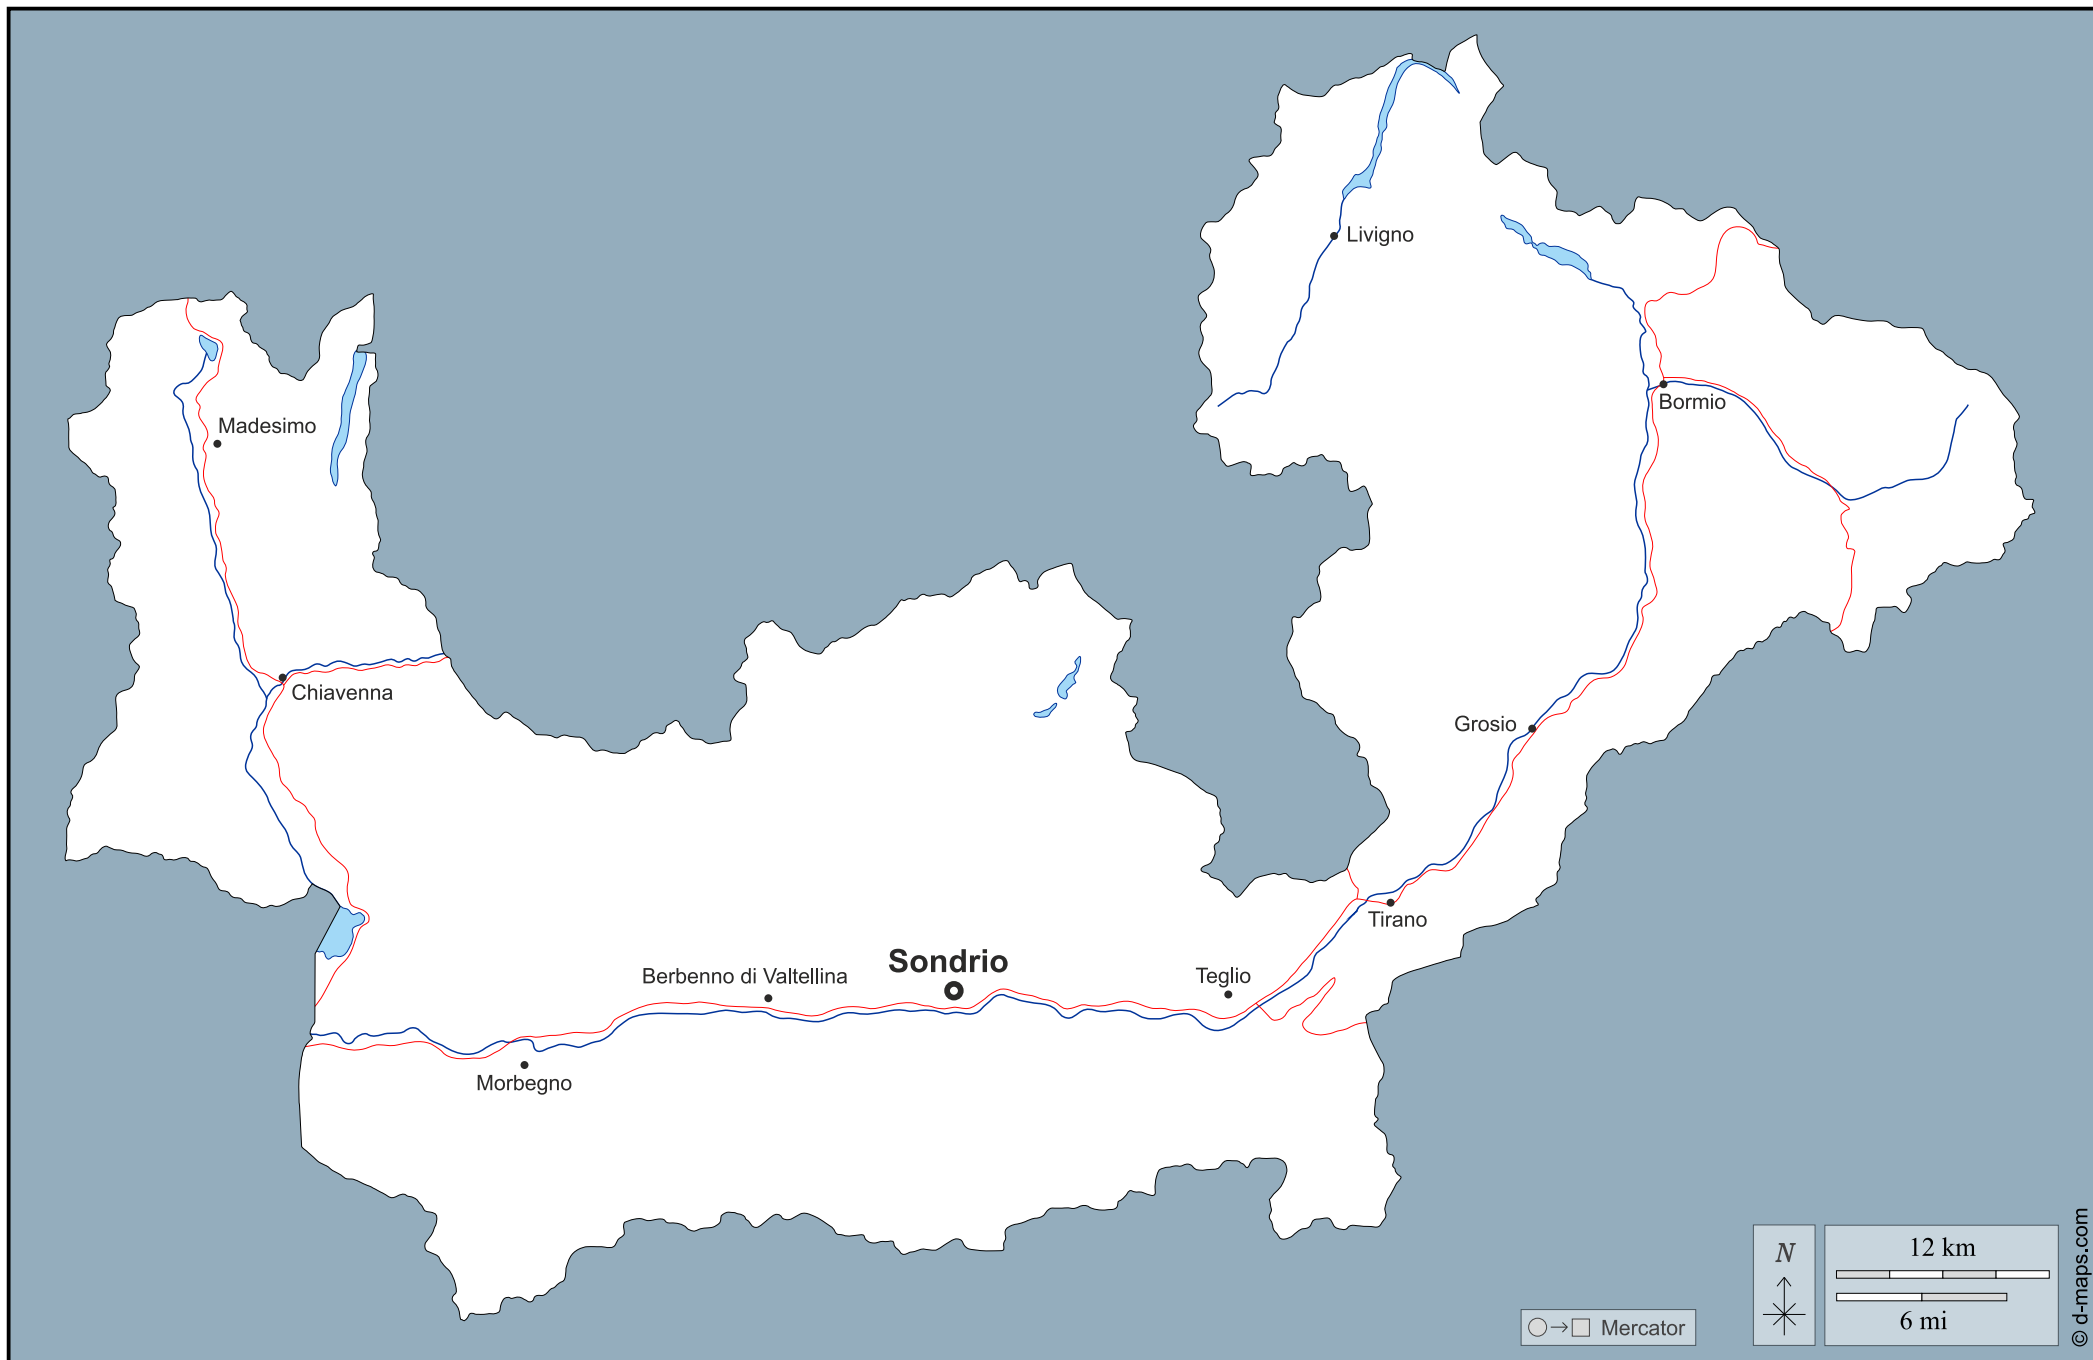 Livigno
Bormio
Madesimo
Chiavenna
Grosio
Tirano
Sondrio
Berbenno di Valtellina
Teglio
Morbegno
N
12 km
6 mi
Mercator
© d-maps.com